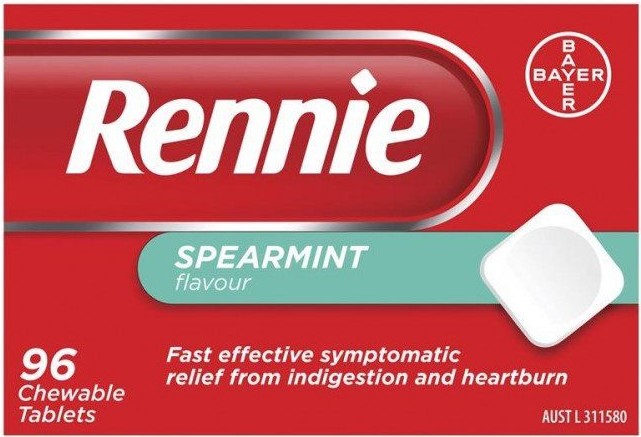 Rennie
BAYER
BAYER
SPEARMINT
flavour
96
Chewable
Tablets
Fast effective symptomatic
relief from indigestion and heartburn
AUST L 311580